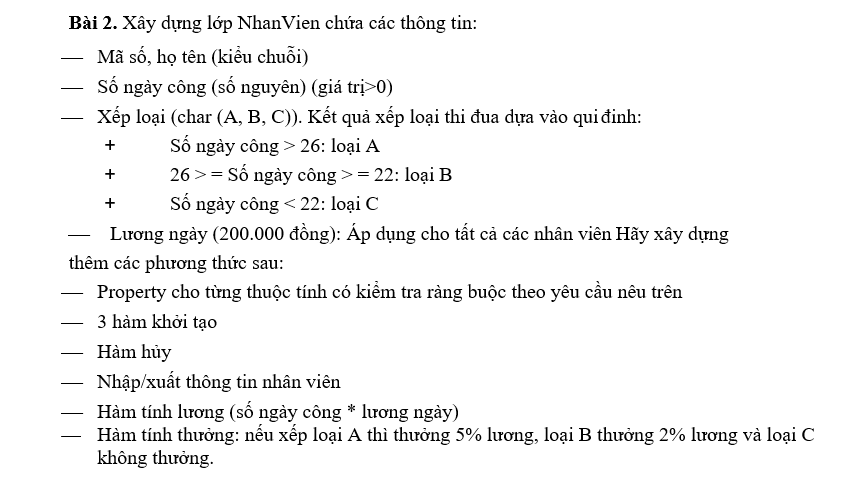 Bài 2. Xây dựng lớp NhanVien chứa các thông tin:
— Mã số, họ tên (kiểu chuỗi)
— Số ngày công (số nguyên) (giá trị>0)
— Xếp loại (char (A, B, C)). Kết quả xếp loại thi đua dựa vào qui đinh:
+ Số ngày công > 26: loại A
+ 26 > = Số ngày công > = 22: loại B
+ Số ngày công < 22: loại C
— Lương ngày (200.000 đồng): Áp dụng cho tất cả các nhân viên Hãy xây dựng
thêm các phương thức sau:
— Property cho từng thuộc tính có kiểm tra ràng buộc theo yêu cầu nêu trên
— 3 hàm khởi tạo
— Hàm hủy
— Nhập/xuất thông tin nhân viên
— Hàm tính lương (số ngày công * lương ngày)
— Hàm tính thưởng: nếu xếp loại A thì thưởng 5% lương, loại B thưởng 2% lương và loại C
không thưởng.